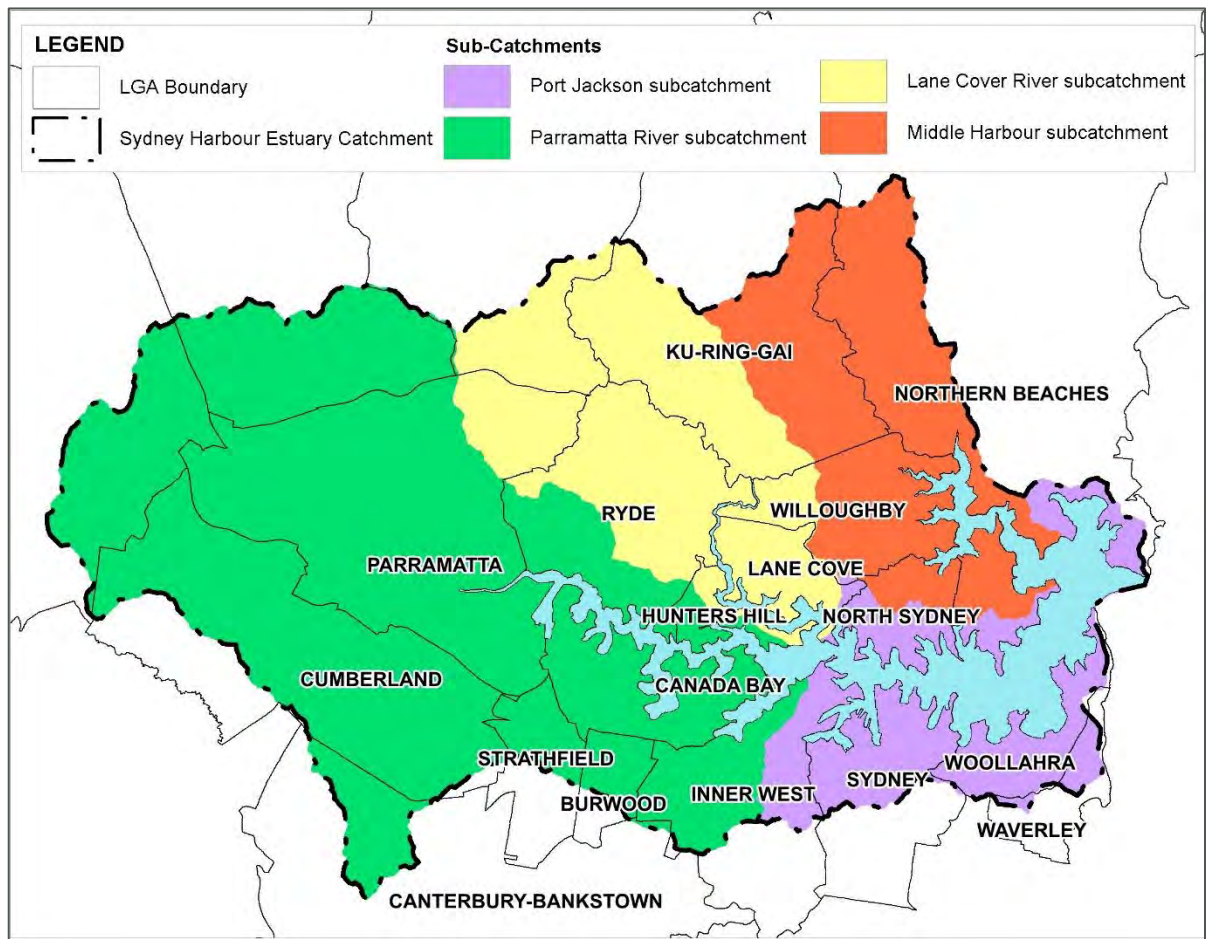 LEGEND
LGA Boundary
Sydney Harbour Estuary Catchment
Sub-Catchments
Port Jackson subcatchment
Parramatta River subcatchment
Lane Cover River subcatchment
Middle Harbour subcatchment
KU-RING-GAI
NORTHERN BEACHES
RYDE
WILLOUGHBY
PARRAMATTA
LANE COVE
HUNTERS HILL
NORTH SYDNEY
CUMBERLAND
CANADA BAY
STRATHFIELD
WOOLLAHRA
SYDNEY
INNER WEST
BURWOOD
WAVERLEY
CANTERBURY-BANKSTOWN